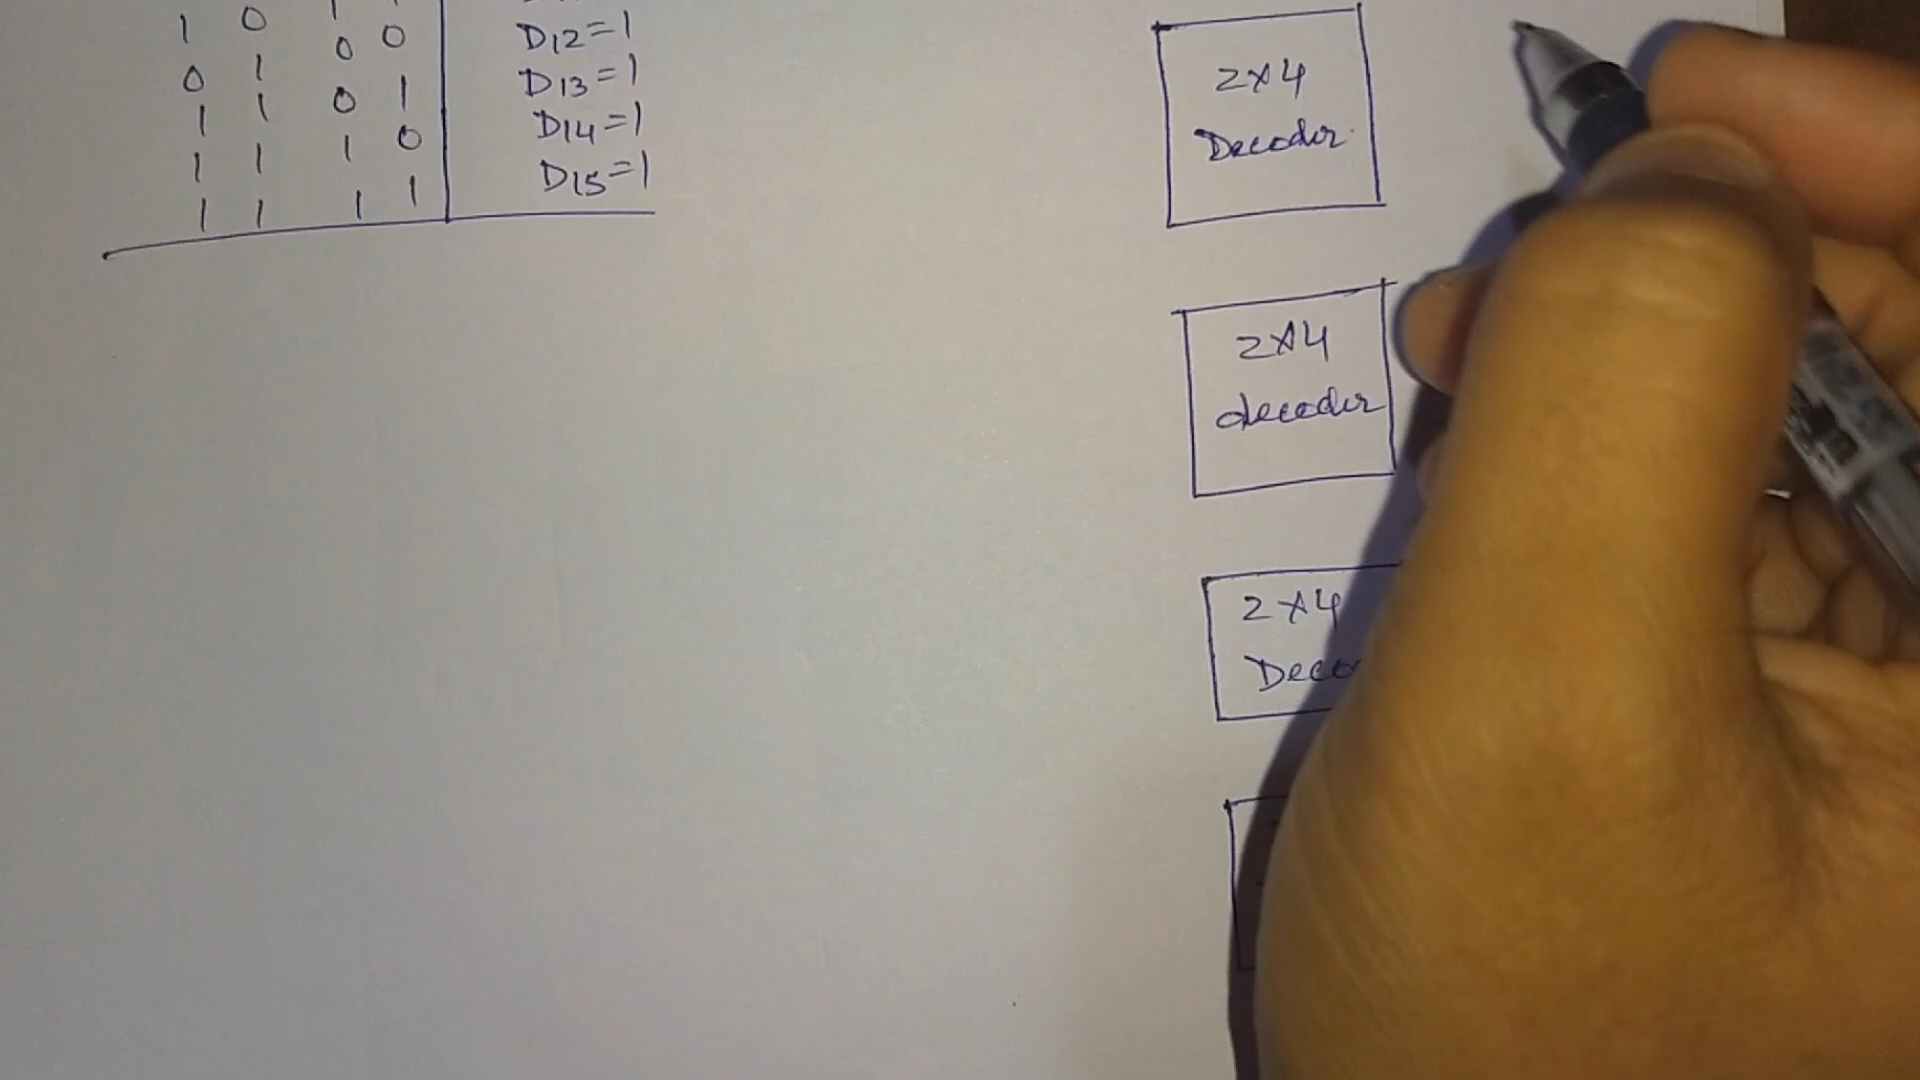 1 0 1 1
0 1 0 0 D12=1
1 1 0 1 D13=1
1 1 1 0 D14=1
1 1 1 1 D15=1
2×4
Decoder
2×4
decoder
2×4